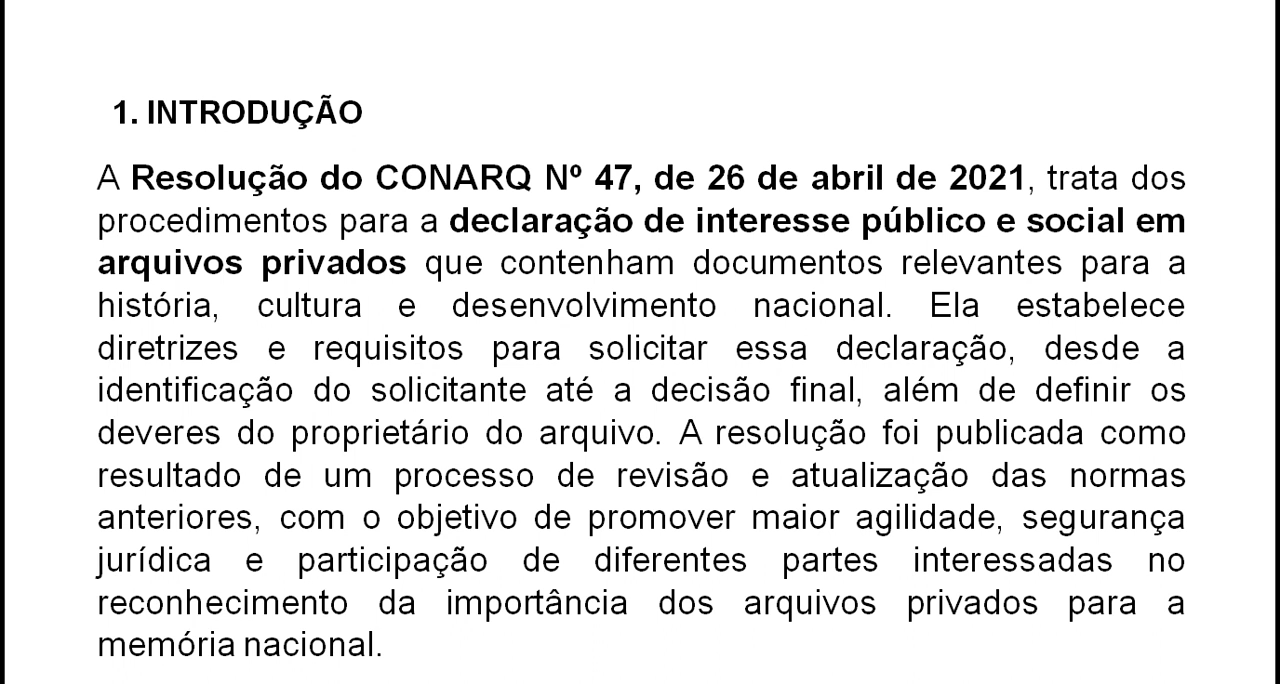 1. INTRODUÇÃO
A Resolução do CONARQ Nº 47, de 26 de abril de 2021, trata dos
procedimentos para a declaração de interesse público e social em
arquivos privados que contenham documentos relevantes para a
história, cultura e desenvolvimento nacional. Ela estabelece
diretrizes e requisitos para solicitar essa declaração, desde a
identificação do solicitante até a decisão final, além de definir os
deveres do proprietário do arquivo. A resolução foi publicada como
resultado de um processo de revisão e atualização das normas
anteriores, com o objetivo de promover maior agilidade, segurança
jurídica e participação de diferentes partes interessadas no
reconhecimento da importância dos arquivos privados para a
memória nacional.